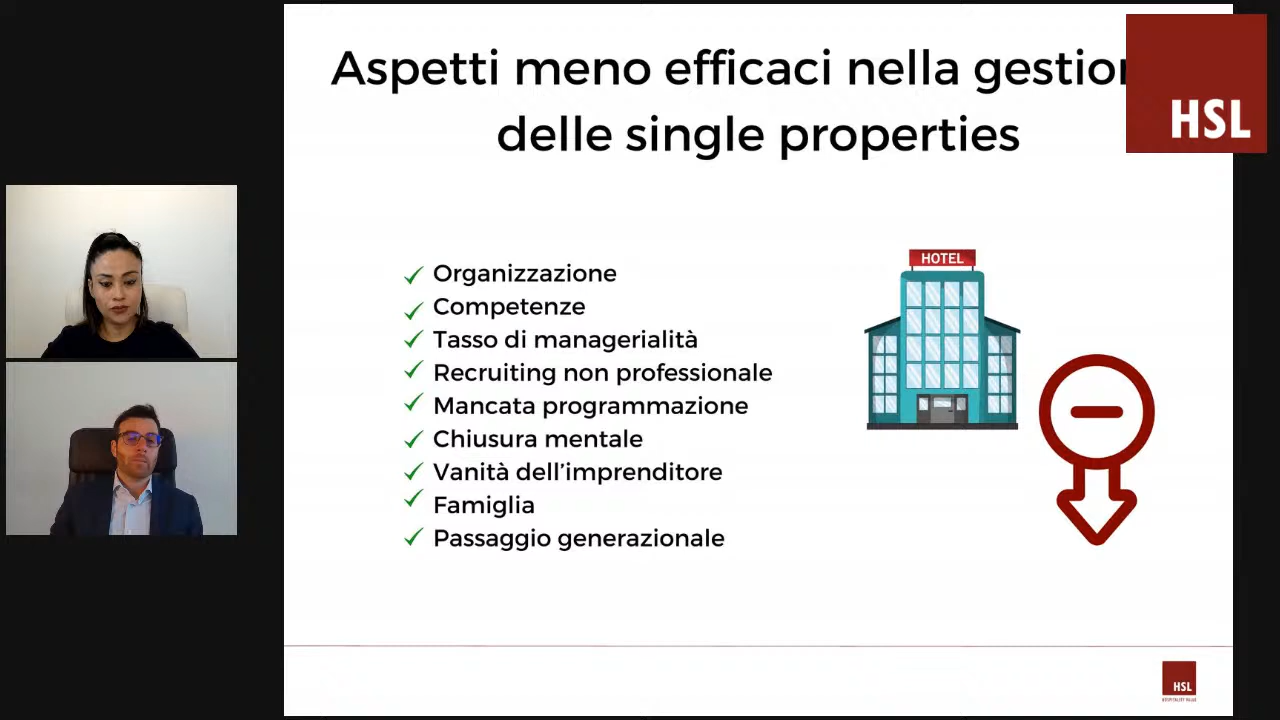 Aspetti meno efficaci nella gestion
delle single properties
HSL
Organizzazione
Competenze
Tasso di managerialità
Recruiting non professionale
Mancata programmazione
Chiusura mentale
Vanità dell'imprenditore
Famiglia
Passaggio generazionale
HOTEL
HSL